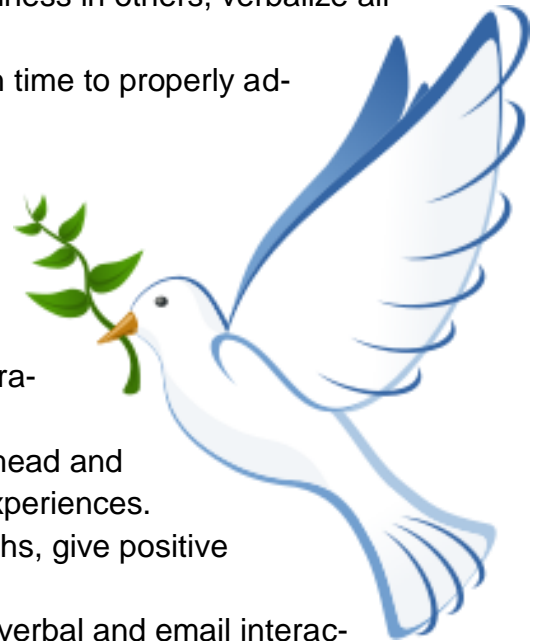 ness in others, verbalize all
time to properly ad-
ra-
head and
xperiences.
hs, give positive
verbal and email interac-